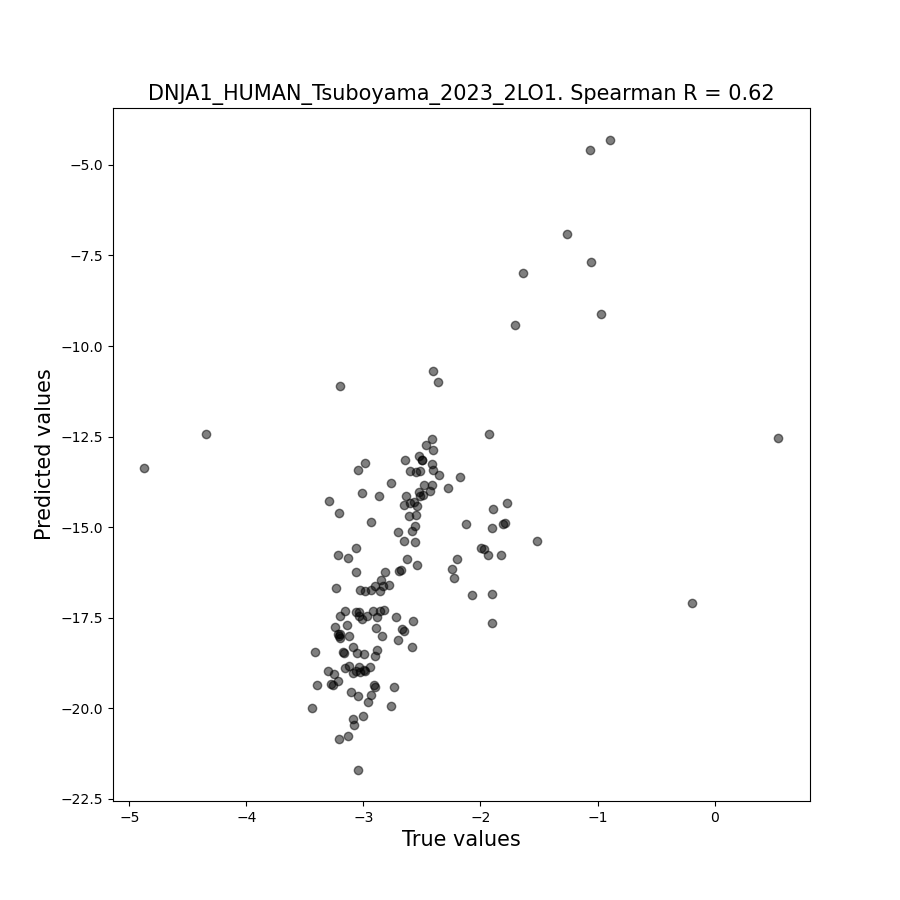 DNJA1_HUMAN_Tsuboyama_2023_2LO1. Spearman R = 0.62
−5.0
−7.5
−10.0
−12.5
−15.0
−17.5
−20.0
−22.5
Predicted values
−5 −4 −3 −2 −1 0
True values